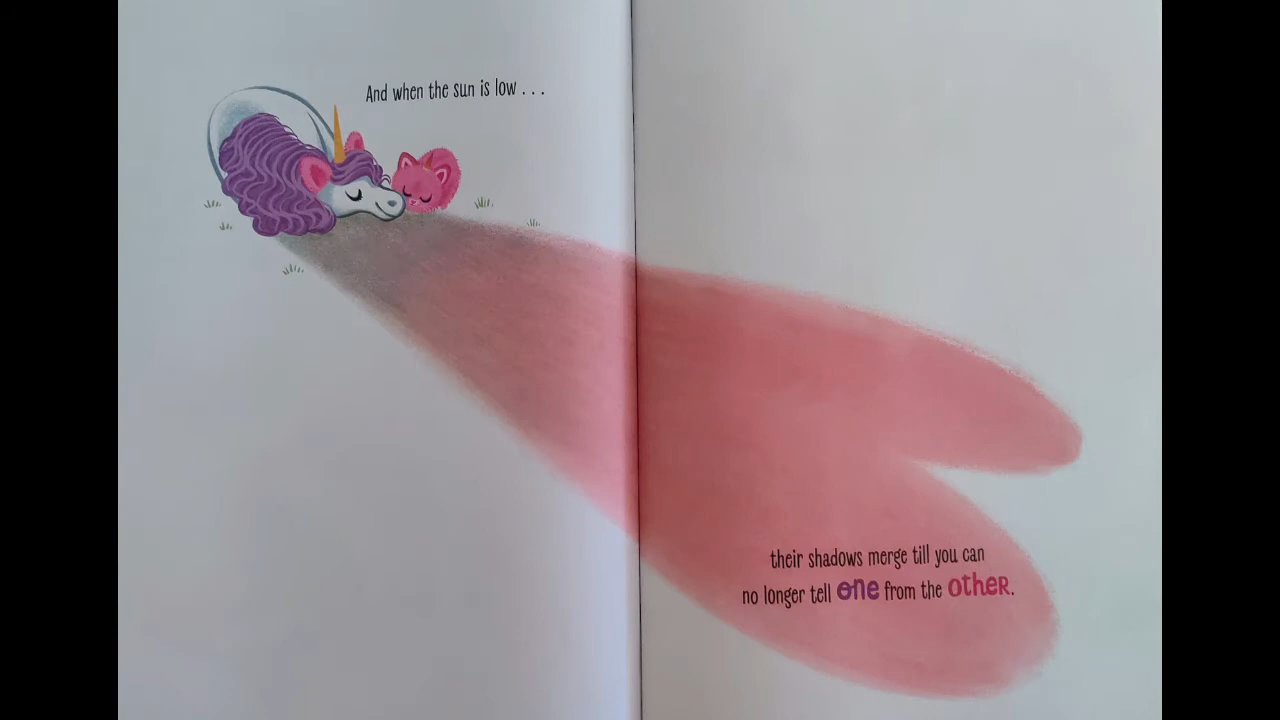 And when the sun is low . . .
their shadows merge till you can
no longer tell one from the other.